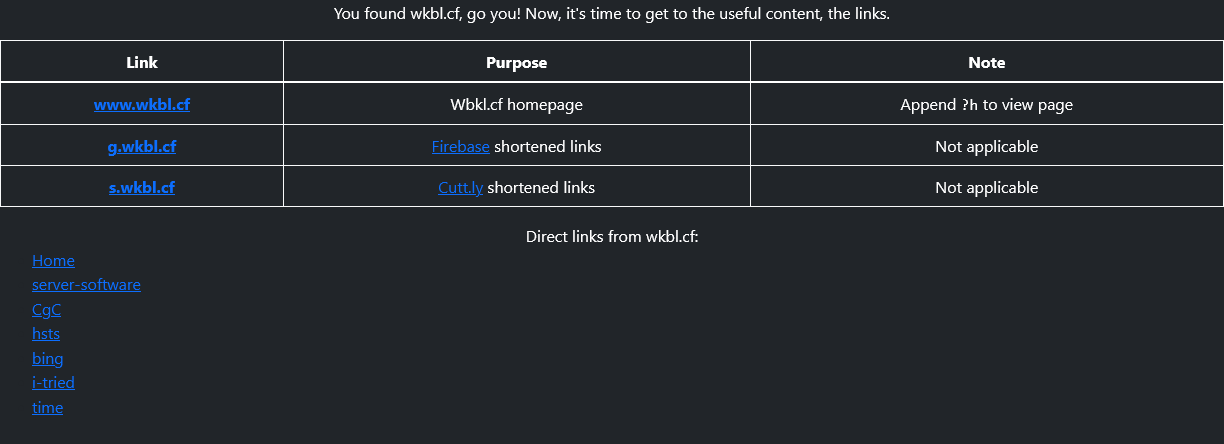 You found wkbl.cf, go you! Now, it's time to get to the useful content, the links.
Link Purpose Note
www.wkbl.cf Wbkl.cf homepage Append ?h to view page
g.wkbl.cf Firebase shortened links Not applicable
s.wkbl.cf Cutt.ly shortened links Not applicable
Direct links from wkbl.cf:
Home
server-software
CgC
hsts
bing
i-tried
time